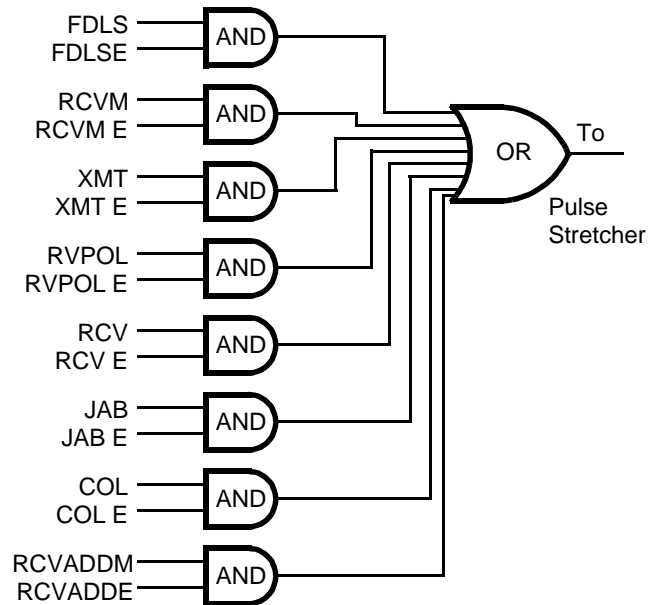 FDLS
FDLSE
AND
RCVM
RCVM E
AND
XMT
XMT E
AND
RVPOL
RVPOL E
AND
RCV
RCV E
AND
JAB
JAB E
AND
COL
COL E
AND
RCVADDM
RCVADDE
AND
OR
To
Pulse
Stretcher